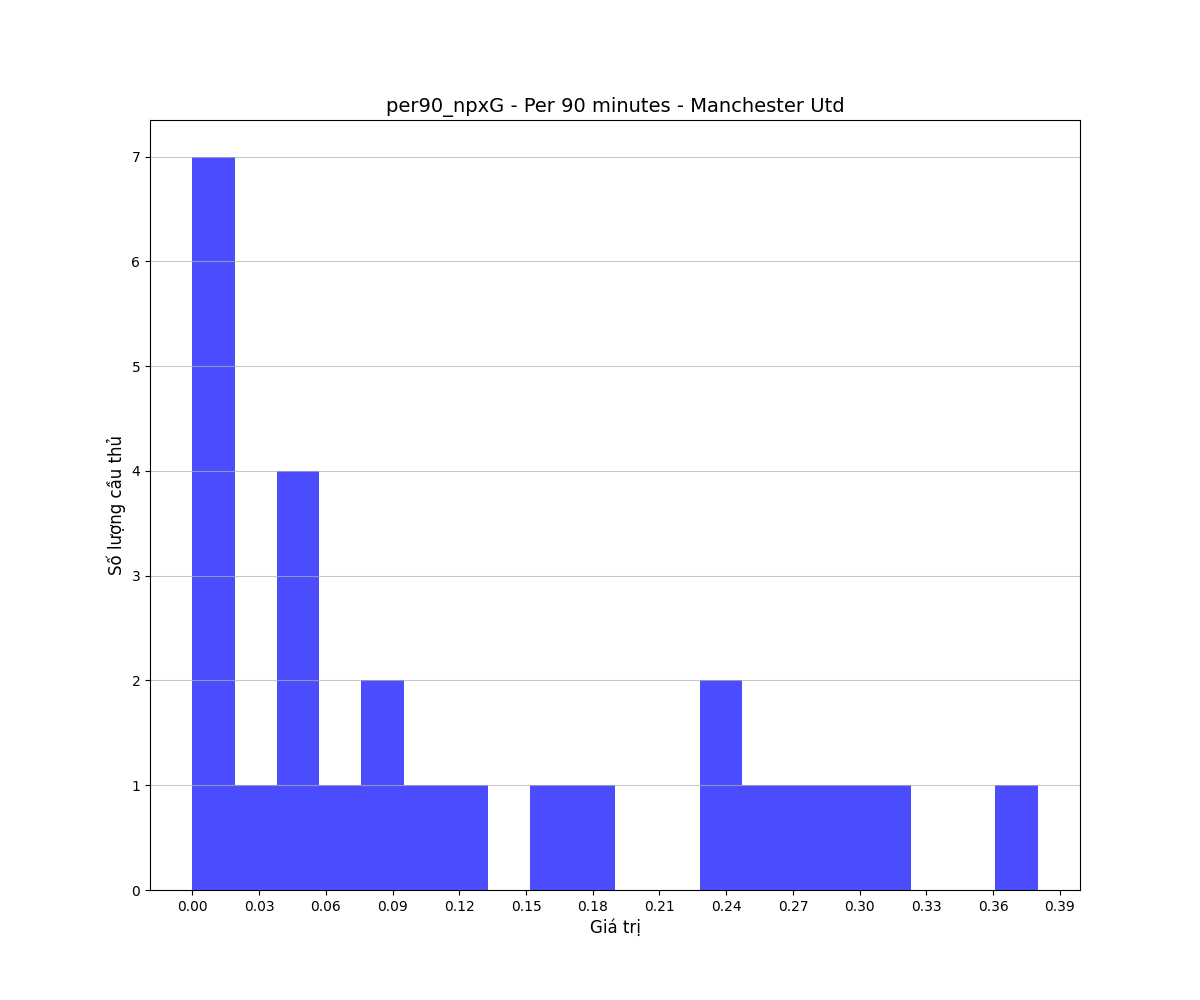 per90_npxG - Per 90 minutes - Manchester Utd
Số lượng cầu thủ
7
6
5
4
3
2
1
0
0.00 0.03 0.06 0.09 0.12 0.15 0.18 0.21 0.24 0.27 0.30 0.33 0.36 0.39
Giá trị